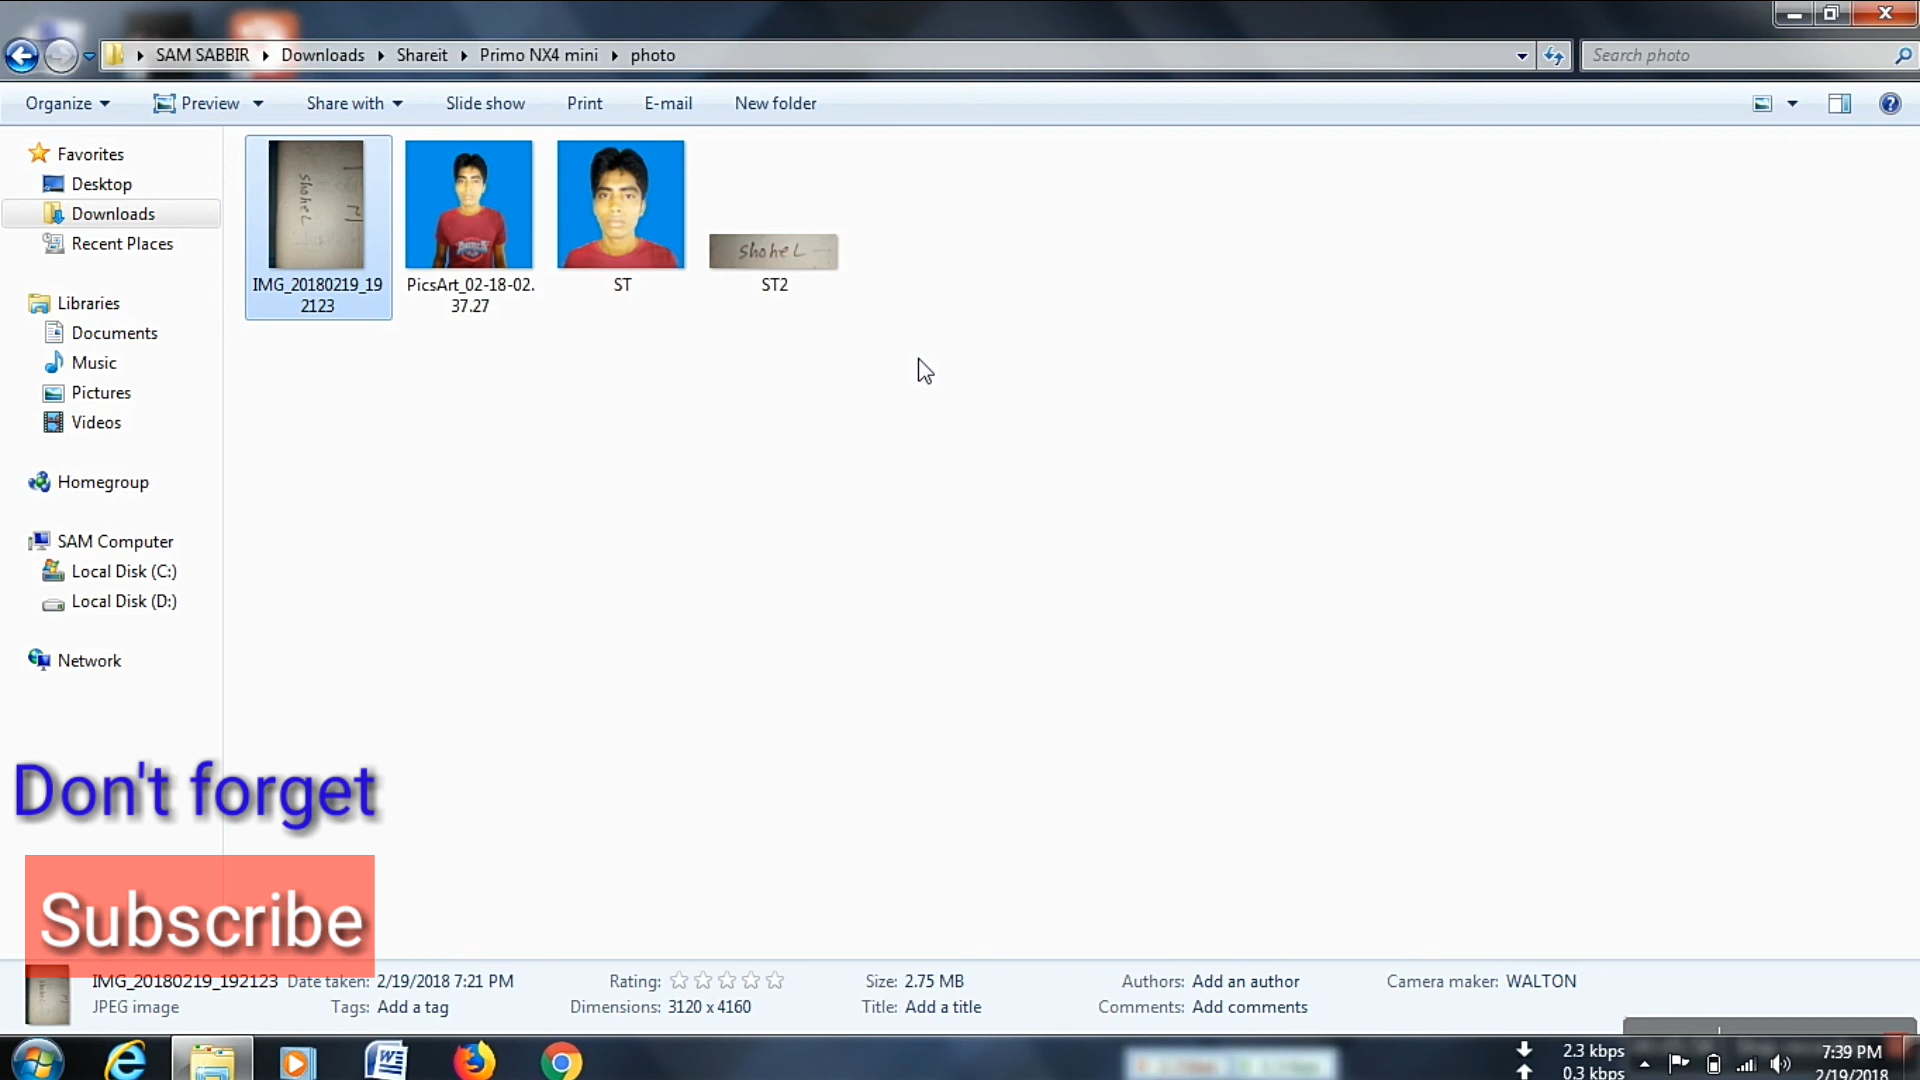 SAM SABBIR Downloads Shareit Primo NX4 mini photo
Search photo
Organize Preview Share with Slide show Print E-mail New folder
Favorites
Desktop
Downloads
Recent Places
Libraries
Documents
Music
Pictures
Videos
Homegroup
SAM Computer
Local Disk (C:)
Local Disk (D:)
Network
shoheL
IMG_20180219_19
2123
PicsArt_02-18-02.
37.27
ST
shoheL
ST2
Don't forget
Subscribe
IMG_20180219_192123 Date taken: 2/19/2018 7:21 PM Rating: Size: 2.75 MB Authors: Add an author Camera maker: WALTON
JPEG image Tags: Add a tag Dimensions: 3120 x 4160 Title: Add a title Comments: Add comments
2.3 kbps
0.3 kbps
7:39 PM
2/19/2018